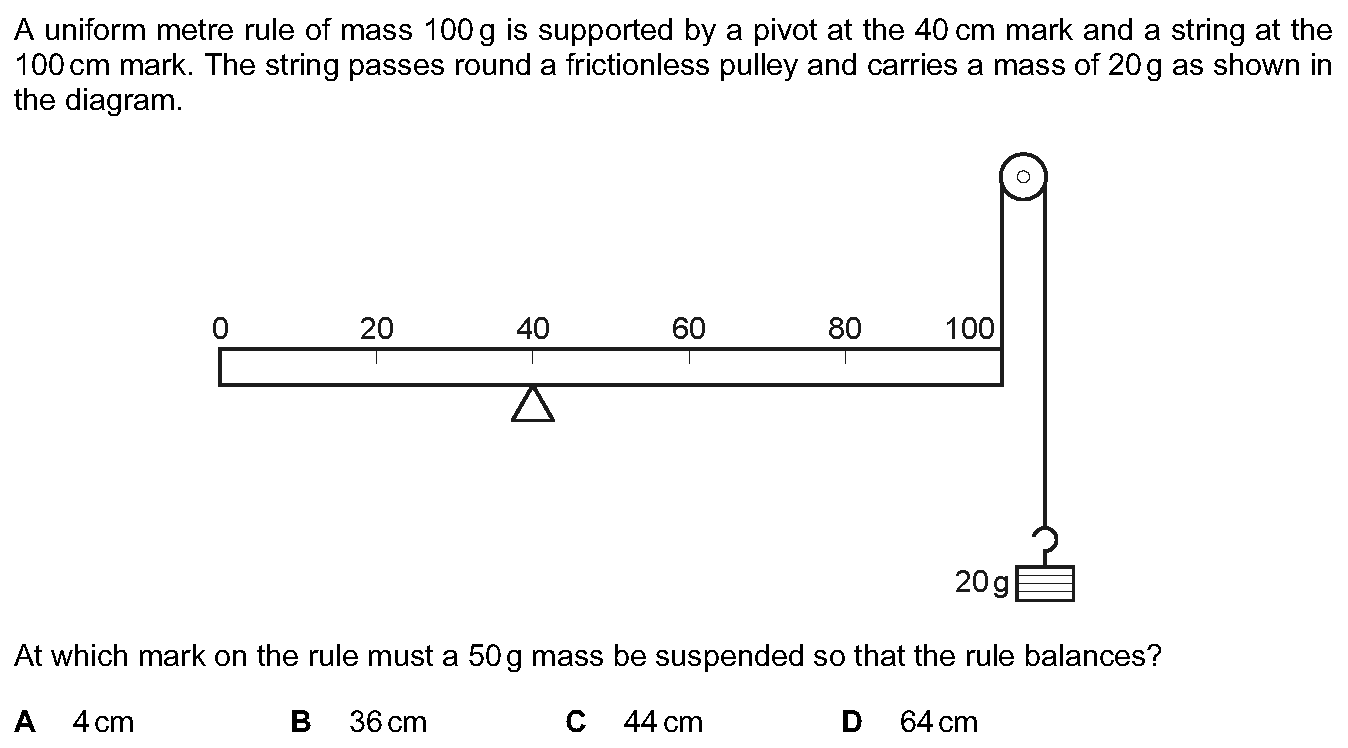 A uniform metre rule of mass 100 g is supported by a pivot at the 40 cm mark and a string at the
100 cm mark. The string passes round a frictionless pulley and carries a mass of 20 g as shown in
the diagram.
0 20 40 60 80 100
20 g
At which mark on the rule must a 50 g mass be suspended so that the rule balances?
A 4 cm B 36 cm C 44 cm D 64 cm